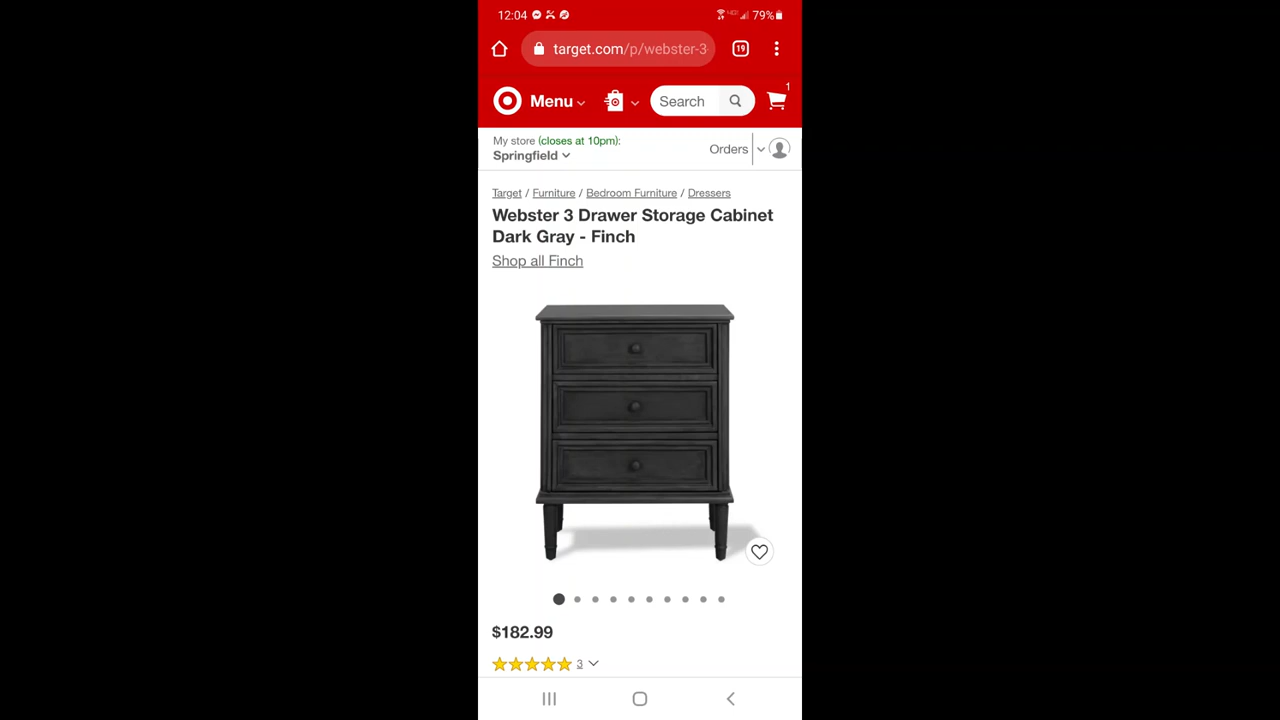 12:04
79%
target.com/p/webster-3
19
Menu
Search
1
My store (closes at 10pm):
Springfield
Orders
Target / Furniture / Bedroom Furniture / Dressers
Webster 3 Drawer Storage Cabinet
Dark Gray - Finch
Shop all Finch
$182.99
3